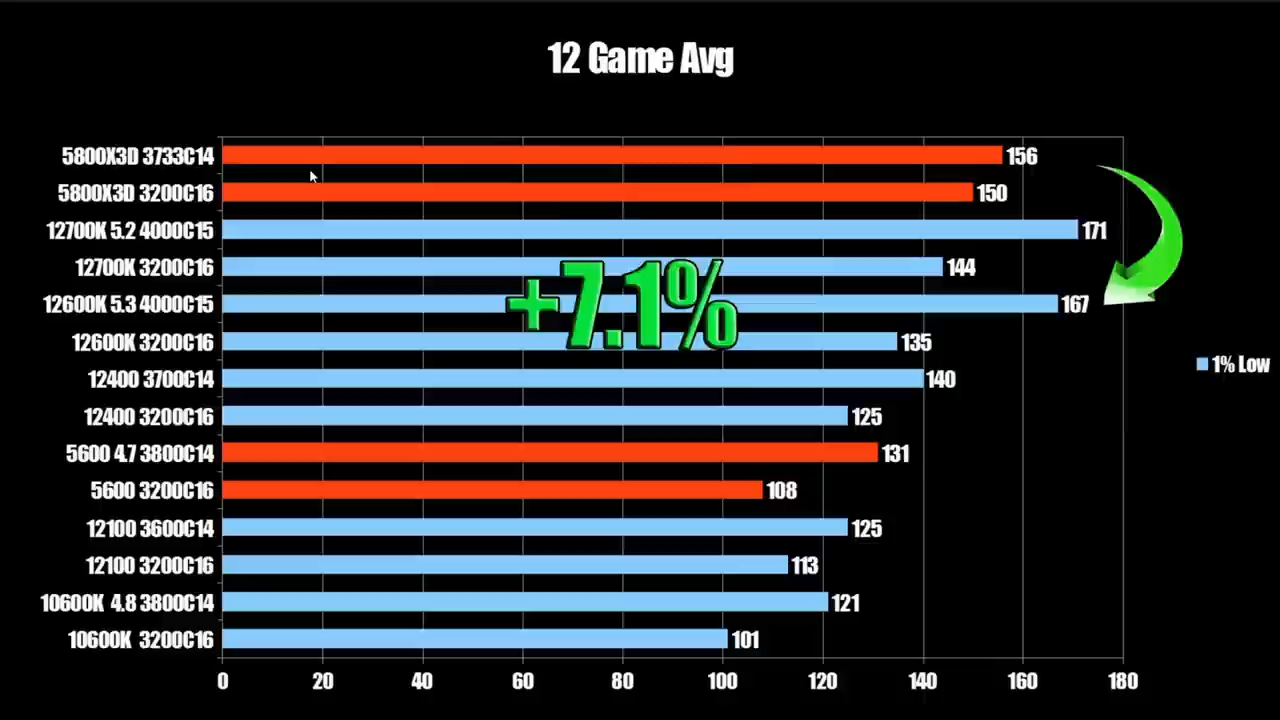 12 Game Avg
5800X3D 3733C14 156
5800X3D 3200C16 150
12700K 5.2 4000C15 171
12700K 3200C16 144
+7.1%
12600K 5.3 4000C15 167
12600K 3200C16 135
1% Low
12400 3700C14 140
12400 3200C16 125
5600 4.7 3800C14 131
5600 3200C16 108
12100 3600C14 125
12100 3200C16 113
10600K 4.8 3800C14 121
10600K 3200C16 101
0 20 40 60 80 100 120 140 160 180